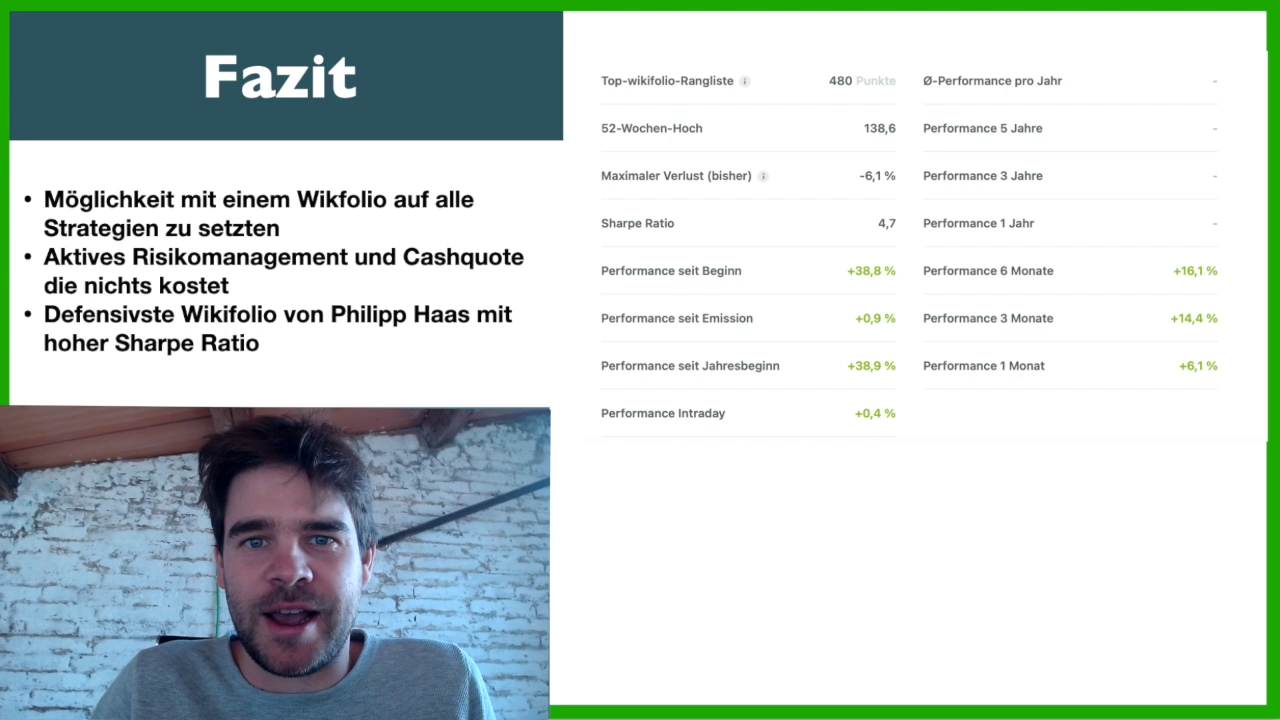 Fazit
• Möglichkeit mit einem Wikfolio auf alle
Strategien zu setzten
• Aktives Risikomanagement und Cashquote
die nichts kostet
• Defensivste Wikifolio von Philipp Haas mit
hoher Sharpe Ratio
Top-wikifolio-Rangliste i 480 Punkte
52-Wochen-Hoch 138,6
Maximaler Verlust (bisher) i -6,1 %
Sharpe Ratio 4,7
Performance seit Beginn +38,8 %
Performance seit Emission +0,9 %
Performance seit Jahresbeginn +38,9 %
Performance Intraday +0,4 %
Ø-Performance pro Jahr -
Performance 5 Jahre -
Performance 3 Jahre -
Performance 1 Jahr -
Performance 6 Monate +16,1 %
Performance 3 Monate +14,4 %
Performance 1 Monat +6,1 %